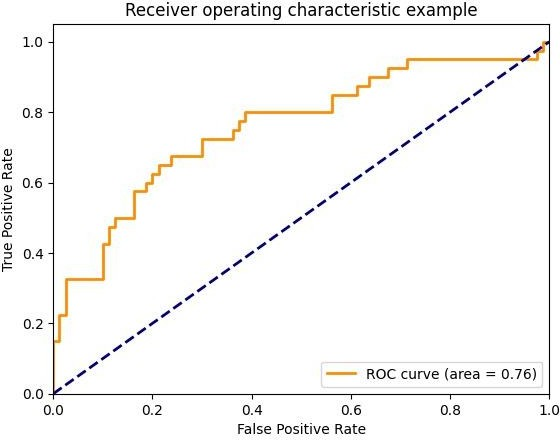 Receiver operating characteristic example
True Positive Rate
1.0
0.8
0.6
0.4
0.2
0.0
ROC curve (area = 0.76)
0.0 0.2 0.4 0.6 0.8 1.0
False Positive Rate